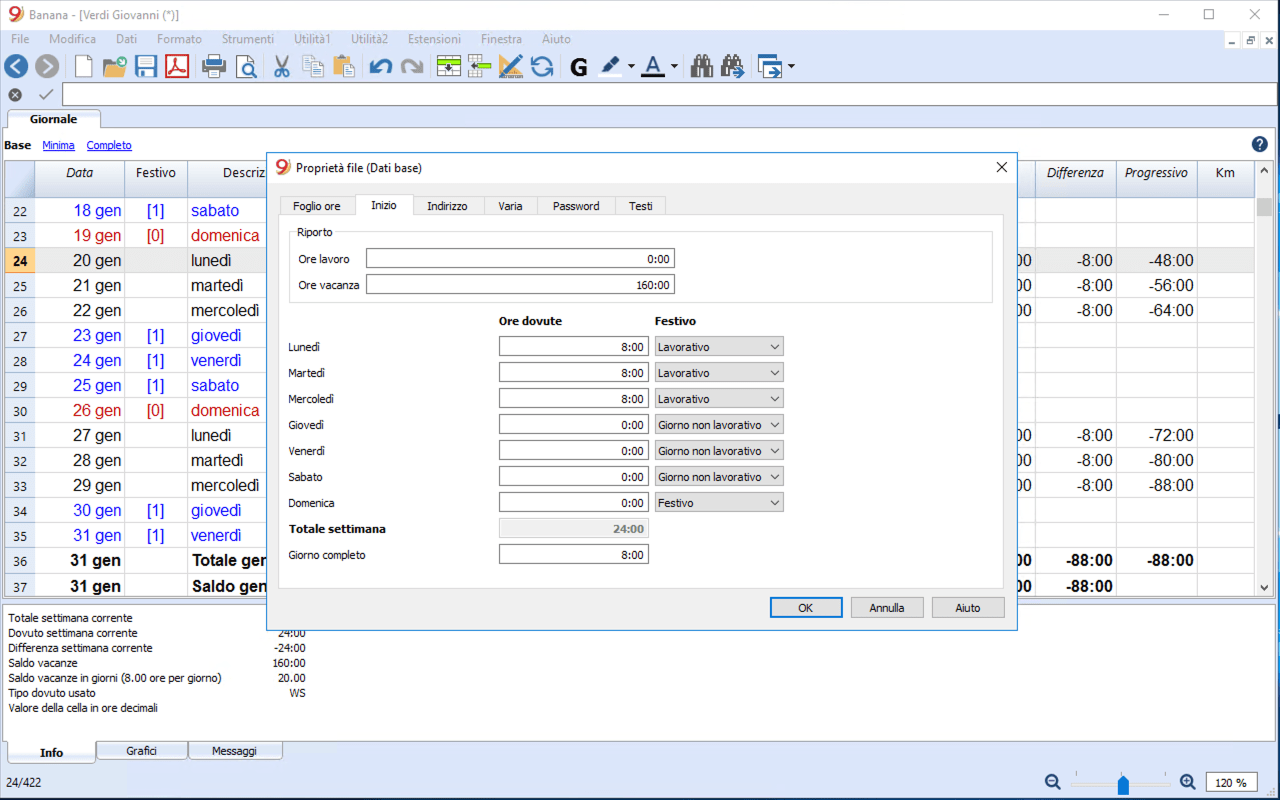 Banana - [Verdi Giovanni (*)]
File Modifica Dati Formato Strumenti Utilità1 Utilità2 Estensioni Finestra Aiuto
G A
Giornale
Base Minima Completo
Data Festivo Descriz Differenza Progressivo Km
22 18 gen [1] sabato
23 19 gen [0] domenica
24 20 gen lunedì 00 -8:00 -48:00
25 21 gen martedì 00 -8:00 -56:00
26 22 gen mercoledì 00 -8:00 -64:00
27 23 gen [1] giovedì
28 24 gen [1] venerdì
29 25 gen [1] sabato
30 26 gen [0] domenica
31 27 gen lunedì 00 -8:00 -72:00
32 28 gen martedì 00 -8:00 -80:00
33 29 gen mercoledì 00 -8:00 -88:00
34 30 gen [1] giovedì
35 31 gen [1] venerdì
36 31 gen Totale gen 00 -88:00 -88:00
37 31 gen Saldo gen 00 -88:00
Proprietà file (Dati base)
Foglio ore Inizio Indirizzo Varia Password Testi
Riporto
Ore lavoro 0:00
Ore vacanza 160:00
Ore dovute Festivo
Lunedì 8:00 Lavorativo
Martedì 8:00 Lavorativo
Mercoledì 8:00 Lavorativo
Giovedì 0:00 Giorno non lavorativo
Venerdì 0:00 Giorno non lavorativo
Sabato 0:00 Giorno non lavorativo
Domenica 0:00 Festivo
Totale settimana 24:00
Giorno completo 8:00
OK Annulla Aiuto
Totale settimana corrente
Dovuto settimana corrente 24:00
Differenza settimana corrente -24:00
Saldo vacanze 160:00
Saldo vacanze in giorni (8.00 ore per giorno) 20.00
Tipo dovuto usato WS
Valore della cella in ore decimali
Info Grafici Messaggi
24/422 120 %